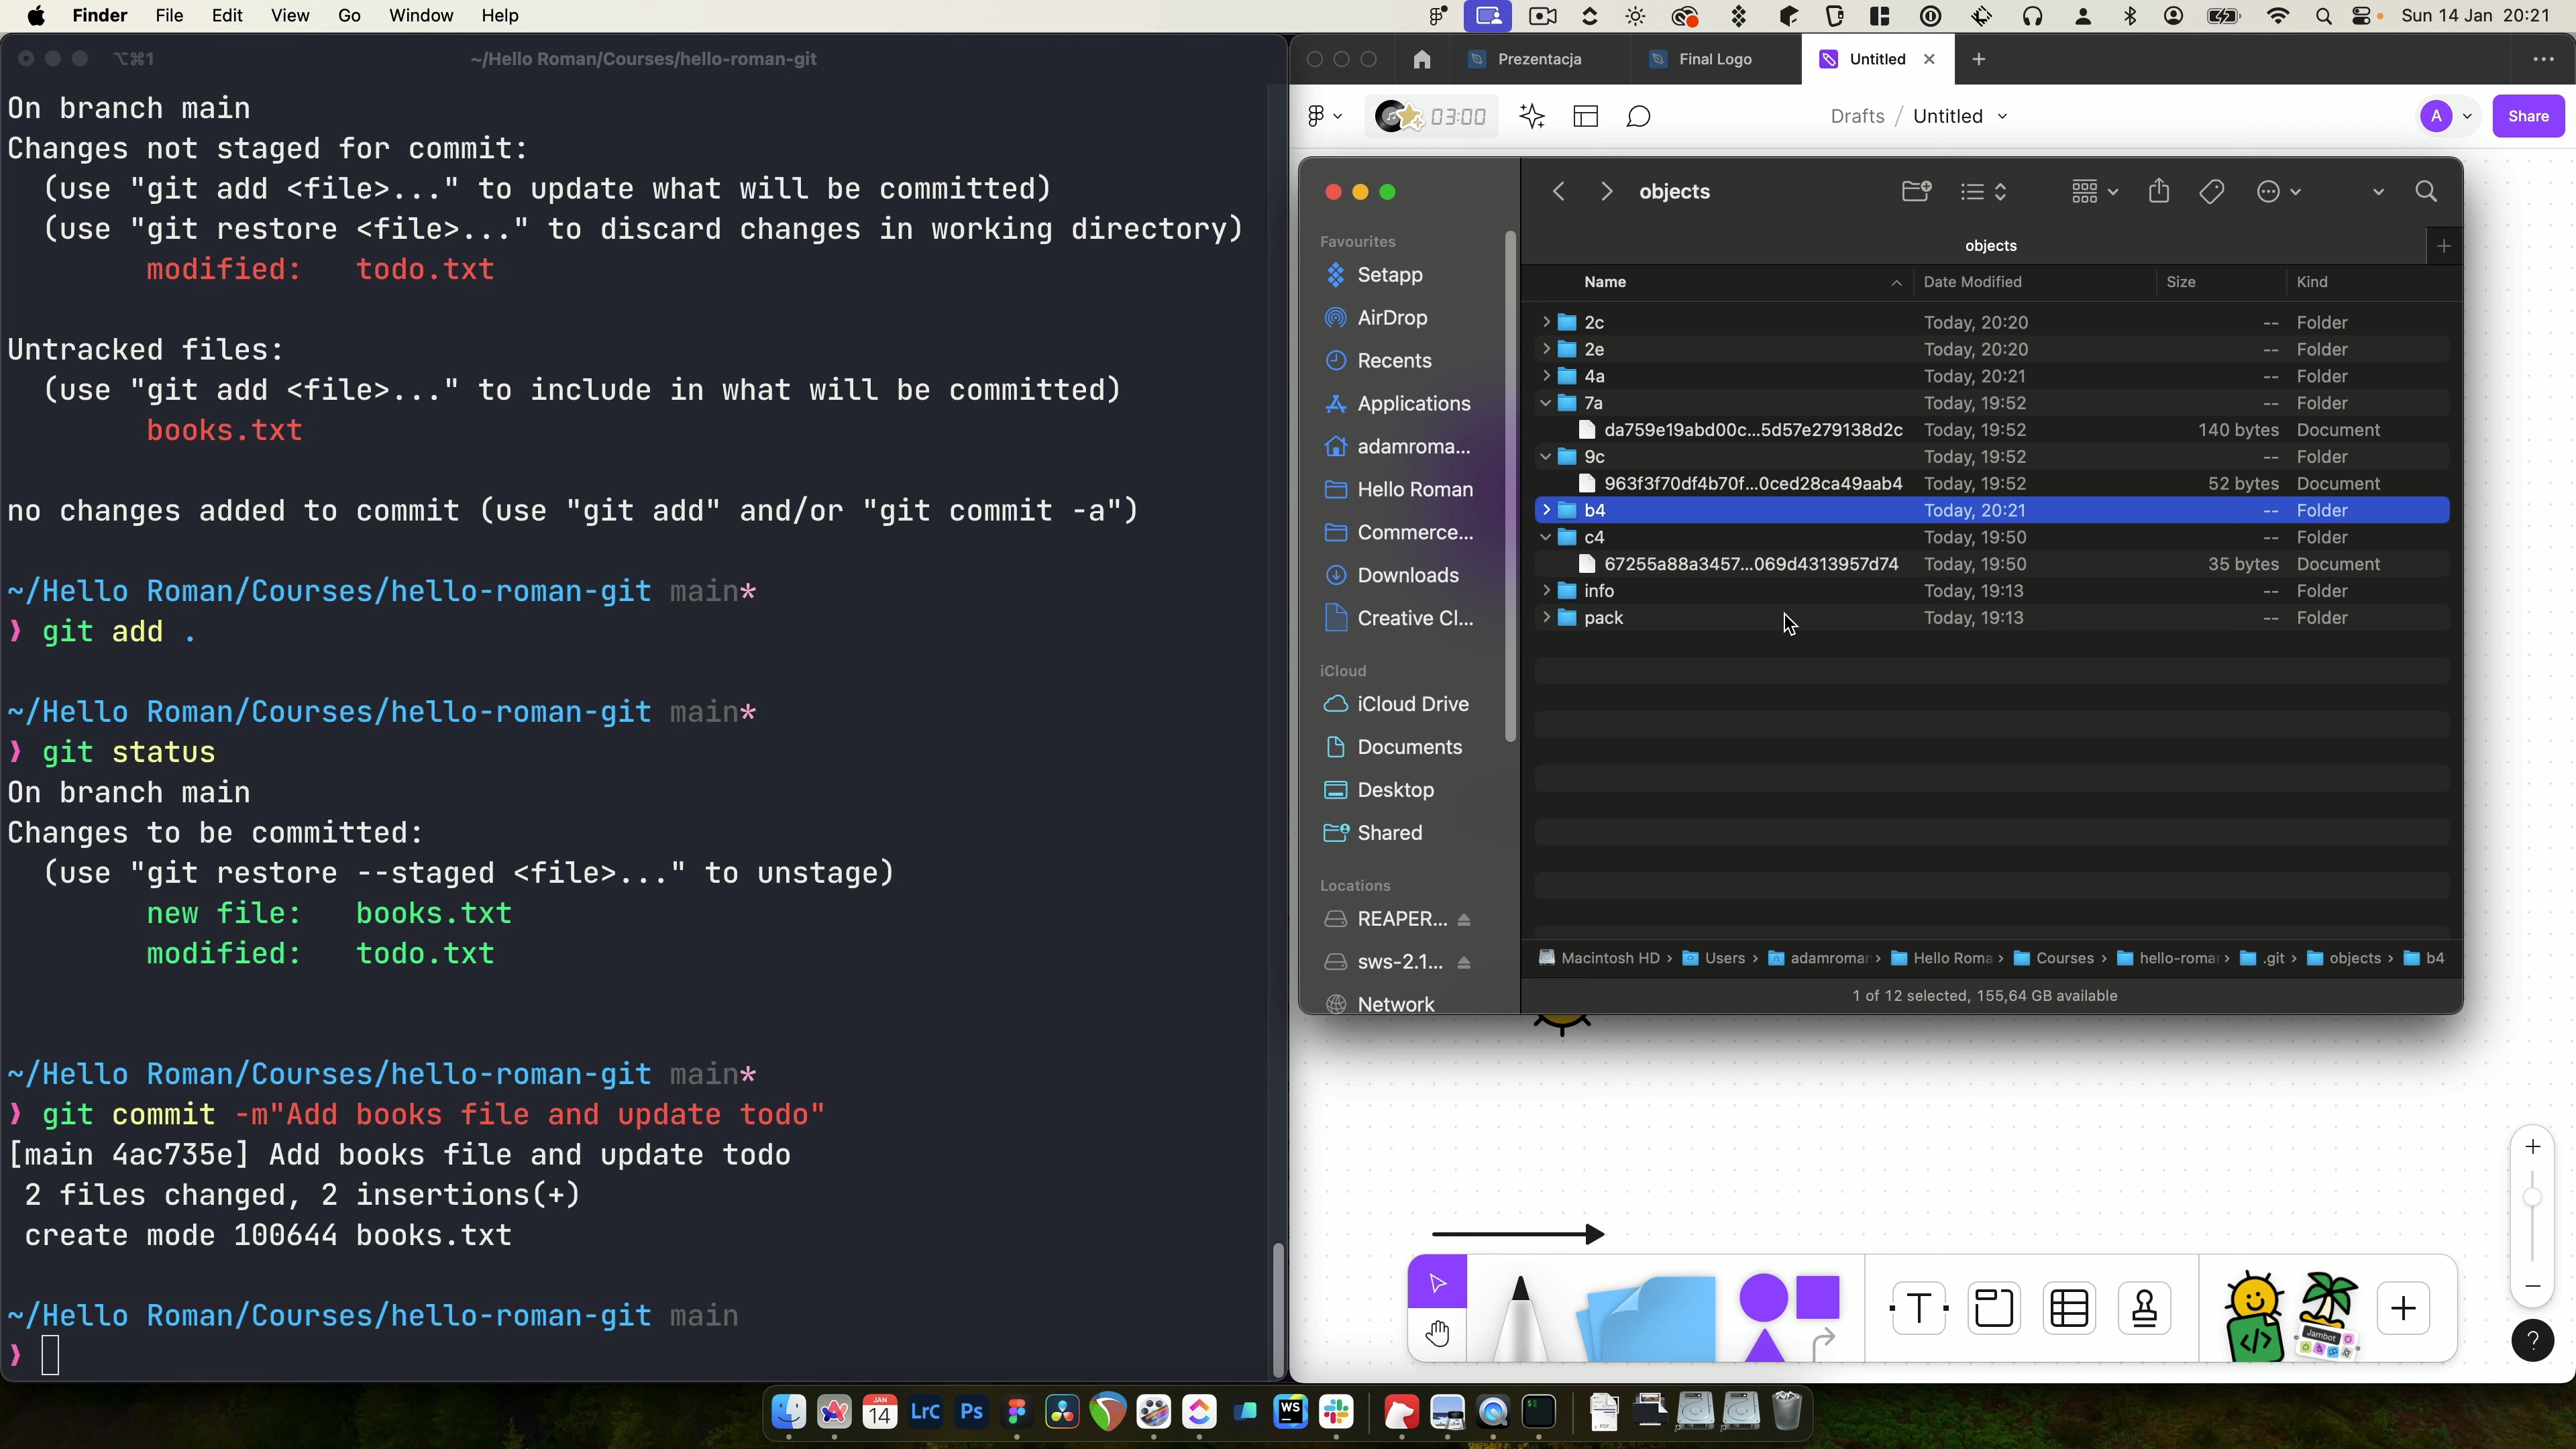 Finder File Edit View Go Window Help
Sun 14 Jan 20:21
⌥⌘1
~/Hello Roman/Courses/hello-roman-git
On branch main
Changes not staged for commit:
(use "git add <file>..." to update what will be committed)
(use "git restore <file>..." to discard changes in working directory)
modified: todo.txt
Untracked files:
(use "git add <file>..." to include in what will be committed)
books.txt
no changes added to commit (use "git add" and/or "git commit -a")
~/Hello Roman/Courses/hello-roman-git main*
❯ git add .
~/Hello Roman/Courses/hello-roman-git main*
❯ git status
On branch main
Changes to be committed:
(use "git restore --staged <file>..." to unstage)
new file: books.txt
modified: todo.txt
~/Hello Roman/Courses/hello-roman-git main*
❯ git commit -m"Add books file and update todo"
[main 4ac735e] Add books file and update todo
2 files changed, 2 insertions(+)
create mode 100644 books.txt
~/Hello Roman/Courses/hello-roman-git main
❯
Prezentacja
Final Logo
Untitled
03:00
Drafts / Untitled
A
Share
objects
objects
Favourites
Setapp
AirDrop
Recents
Applications
adamroma...
Hello Roman
Commerce...
Downloads
Creative Cl...
iCloud
iCloud Drive
Documents
Desktop
Shared
Locations
REAPER...
sws-2.1...
Network
Name Date Modified Size Kind
2c Today, 20:20 -- Folder
2e Today, 20:20 -- Folder
4a Today, 20:21 -- Folder
7a Today, 19:52 -- Folder
da759e19abd00c...5d57e279138d2c Today, 19:52 140 bytes Document
9c Today, 19:52 -- Folder
963f3f70df4b70f...0ced28ca49aab4 Today, 19:52 52 bytes Document
b4 Today, 20:21 -- Folder
c4 Today, 19:50 -- Folder
67255a88a3457...069d4313957d74 Today, 19:50 35 bytes Document
info Today, 19:13 -- Folder
pack Today, 19:13 -- Folder
Macintosh HD › Users › adamroman › Hello Roma › Courses › hello-roma › .git › objects › b4
1 of 12 selected, 155,64 GB available
T
</>
Jambot
?
JAN
14
LrC
Ps
WS
$
PDF